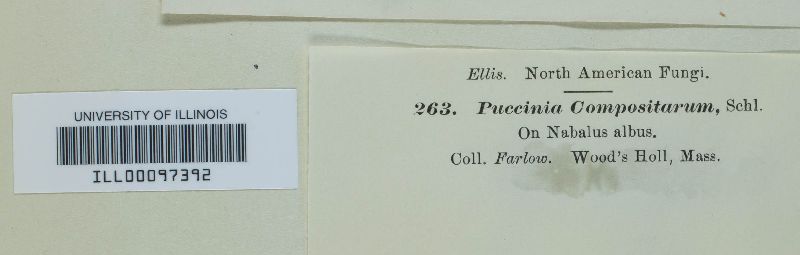 UNIVERSITY OF ILLINOIS
ILL00097392
Ellis. North American Fungi.
263. Puccinia Compositarum, Schl.
On Nabalus albus.
Coll. Farlow. Wood's Holl, Mass.